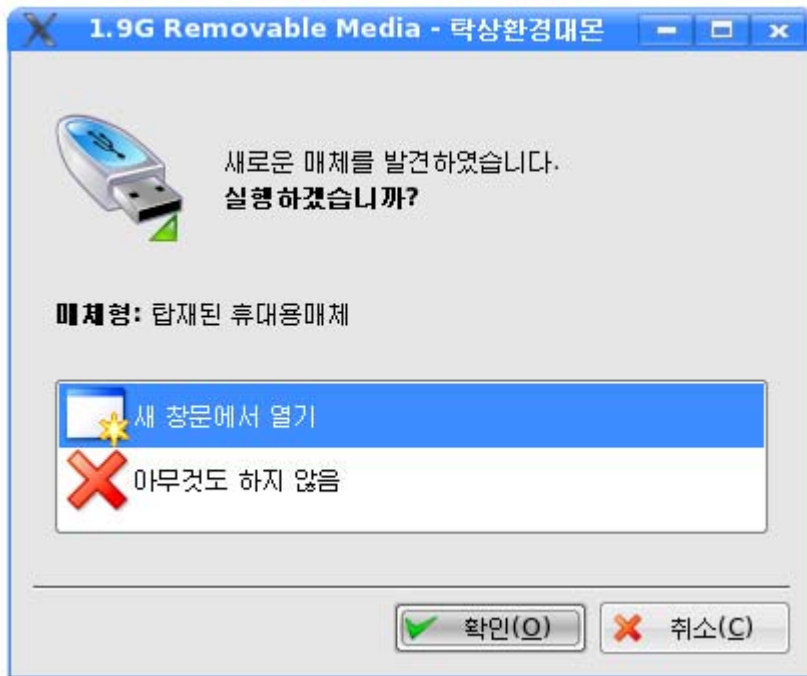 1.9G Removable Media - 탁상환경대몬
새로운 매체를 발견하였습니다.
실행하겠습니까?
매체형: 탑재된 휴대용매체
새 창문에서 열기
아무것도 하지 않음
확인(O) 취소(C)